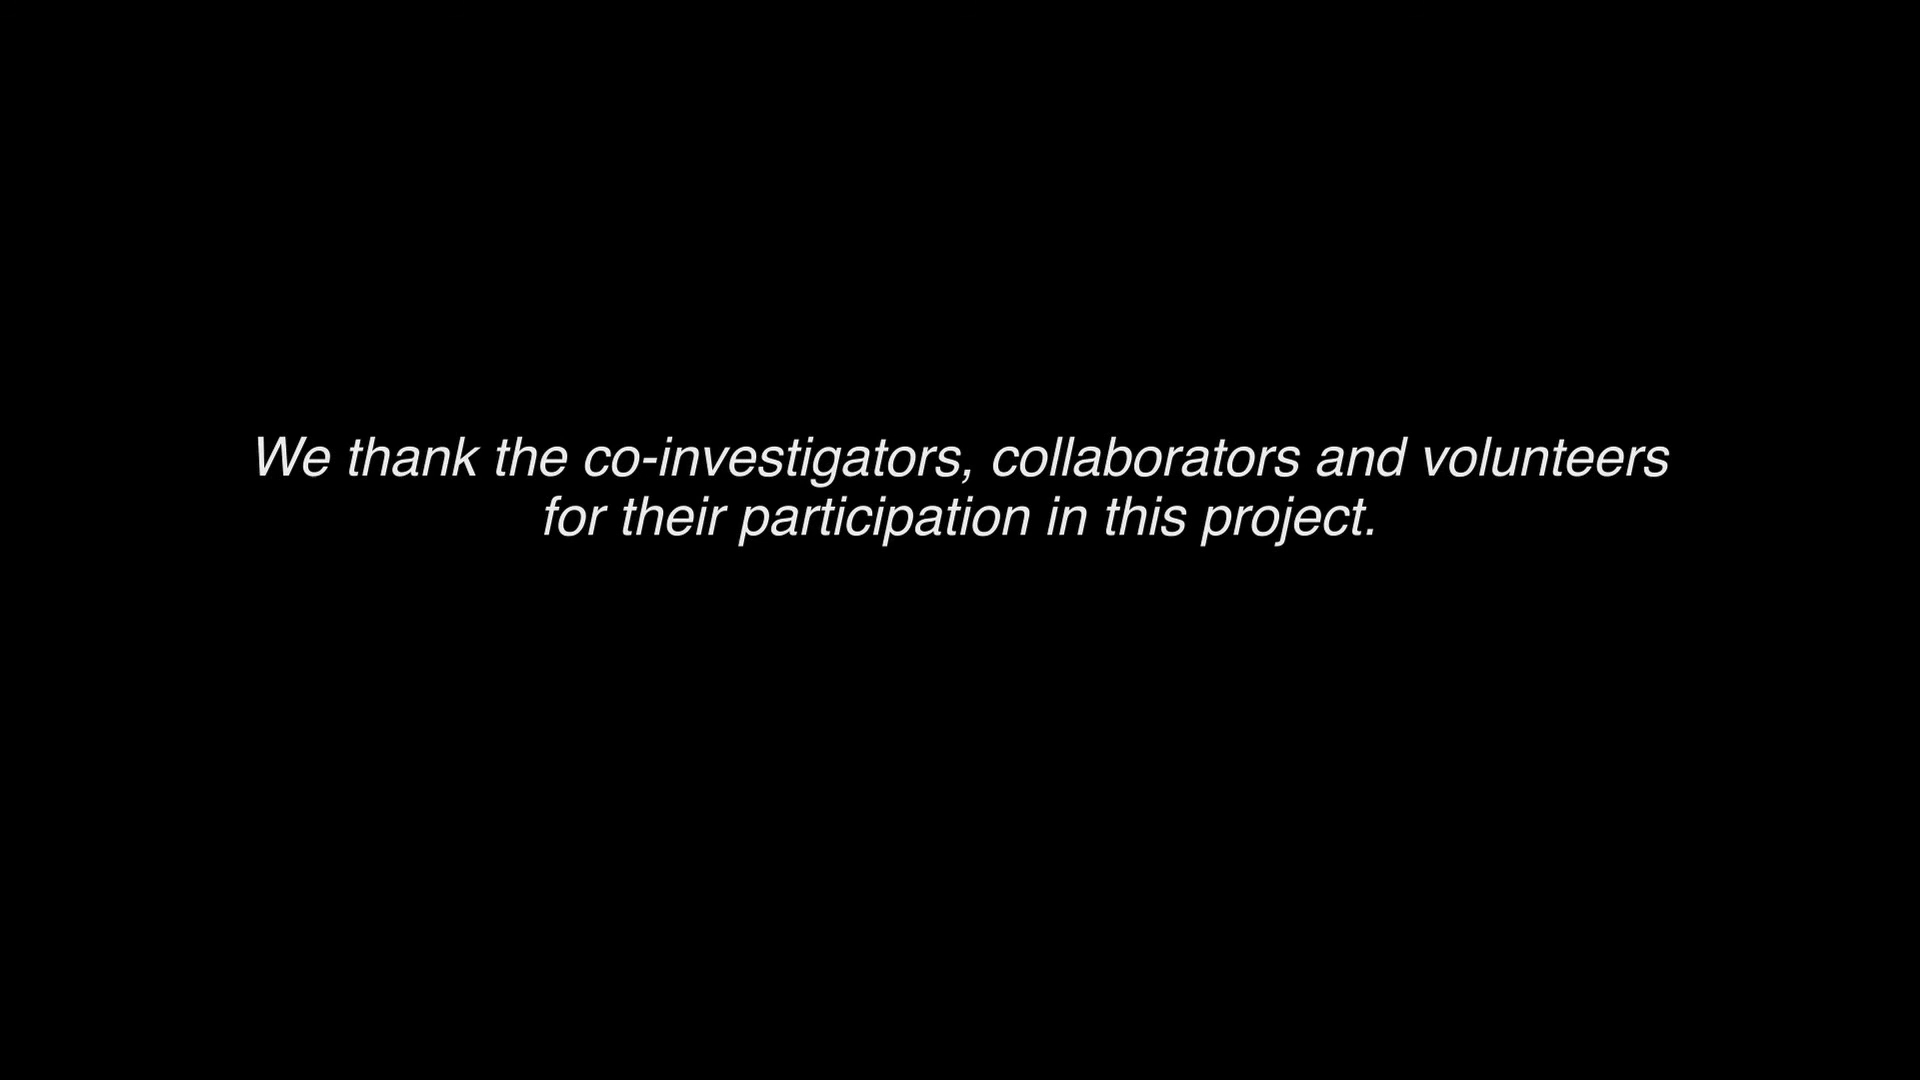 We thank the co-investigators, collaborators and volunteers
for their participation in this project.